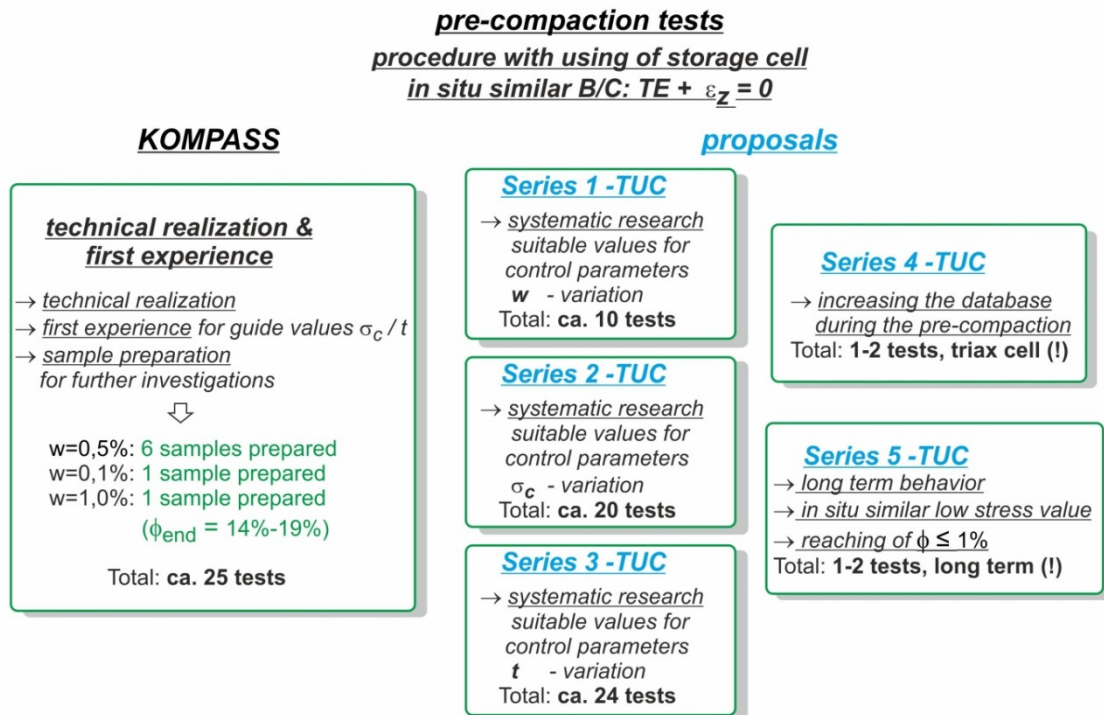 pre-compaction tests
procedure with using of storage cell
in situ similar B/C: TE + εz = 0
KOMPASS
technical realization &
first experience
→ technical realization
→ first experience for guide values σc / t
→ sample preparation
for further investigations
w=0,5%: 6 samples prepared
w=0,1%: 1 sample prepared
w=1,0%: 1 sample prepared
(ϕend = 14%-19%)
Total: ca. 25 tests
proposals
Series 1 -TUC
→ systematic research
suitable values for
control parameters
w - variation
Total: ca. 10 tests
Series 2 -TUC
→ systematic research
suitable values for
control parameters
σc - variation
Total: ca. 20 tests
Series 3 -TUC
→ systematic research
suitable values for
control parameters
t - variation
Total: ca. 24 tests
Series 4 -TUC
→ increasing the database
during the pre-compaction
Total: 1-2 tests, triax cell (!)
Series 5 -TUC
→ long term behavior
→ in situ similar low stress value
→ reaching of ϕ ≤ 1%
Total: 1-2 tests, long term (!)